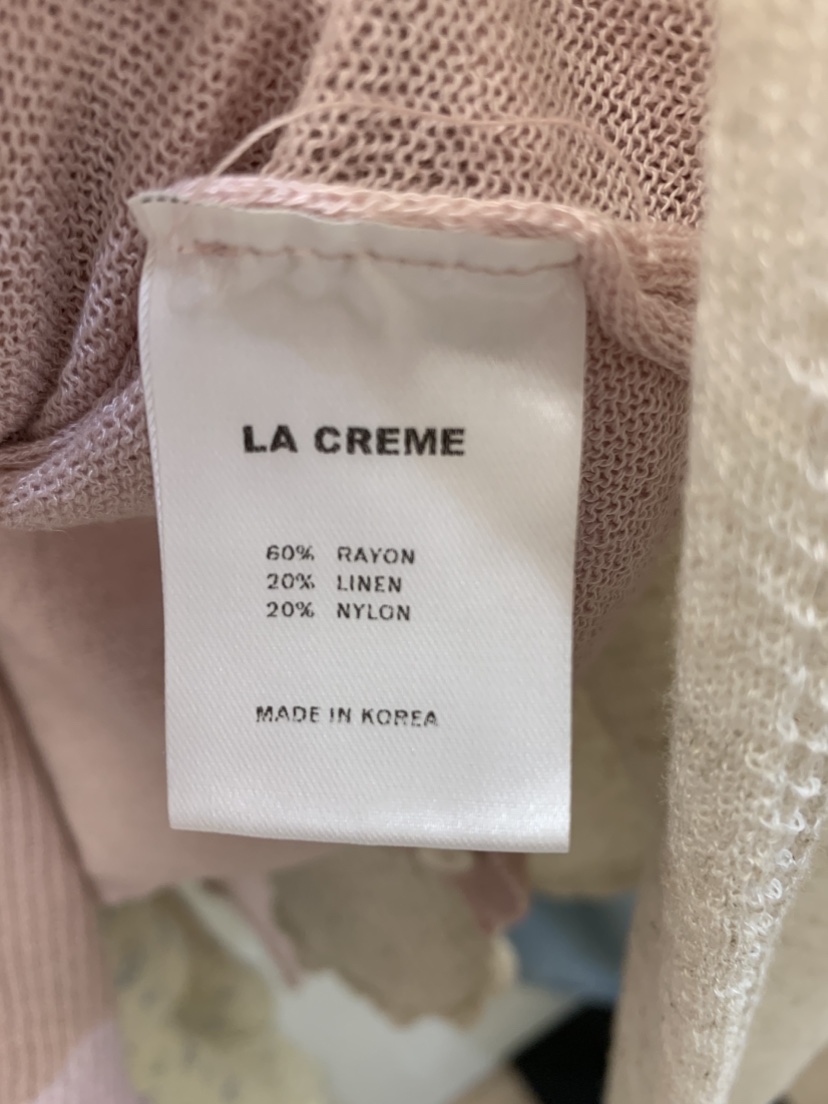 LA CREME
60% RAYON
20% LINEN
20% NYLON
MADE IN KOREA